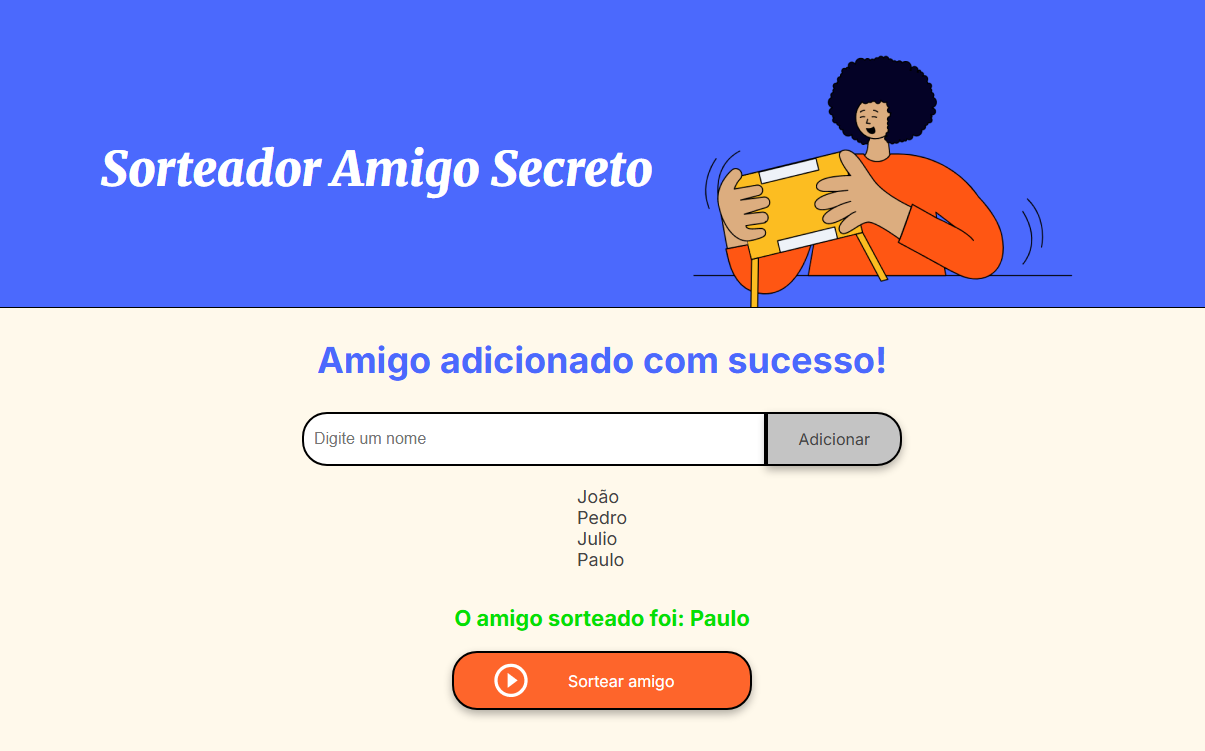 Sorteador Amigo Secreto
Amigo adicionado com sucesso!
Digite um nome
Adicionar
João
Pedro
Julio
Paulo
O amigo sorteado foi: Paulo
Sortear amigo